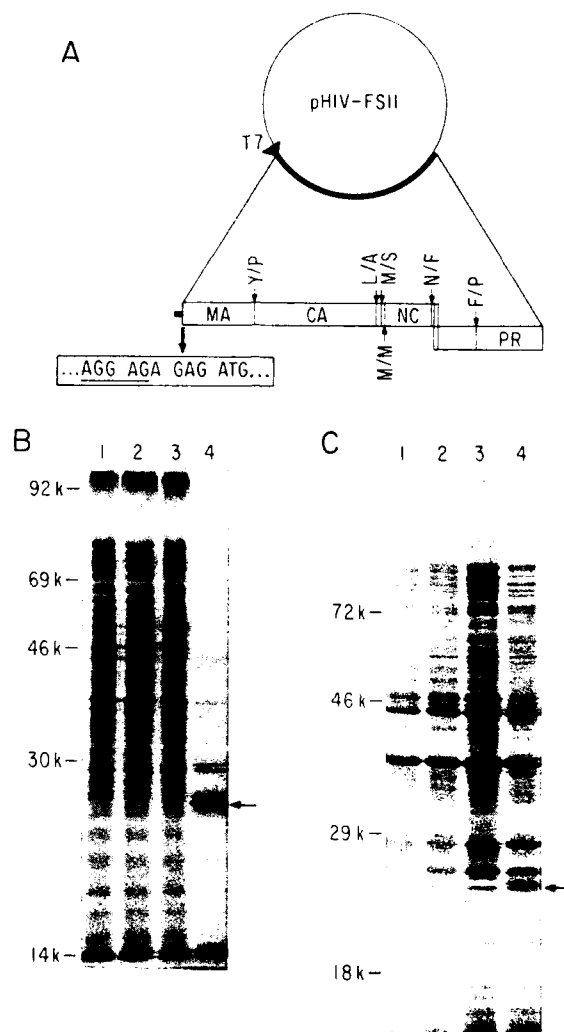 A
pHIV-FSII
T7
Y/P
L/A
M/S
N/F
F/P
MA
CA
NC
PR
M/M
...AGG AGA GAG ATG...
B
1 2 3 4
92k
69k
46k
30k
14k
C
1 2 3 4
72k
46k
29k
18k